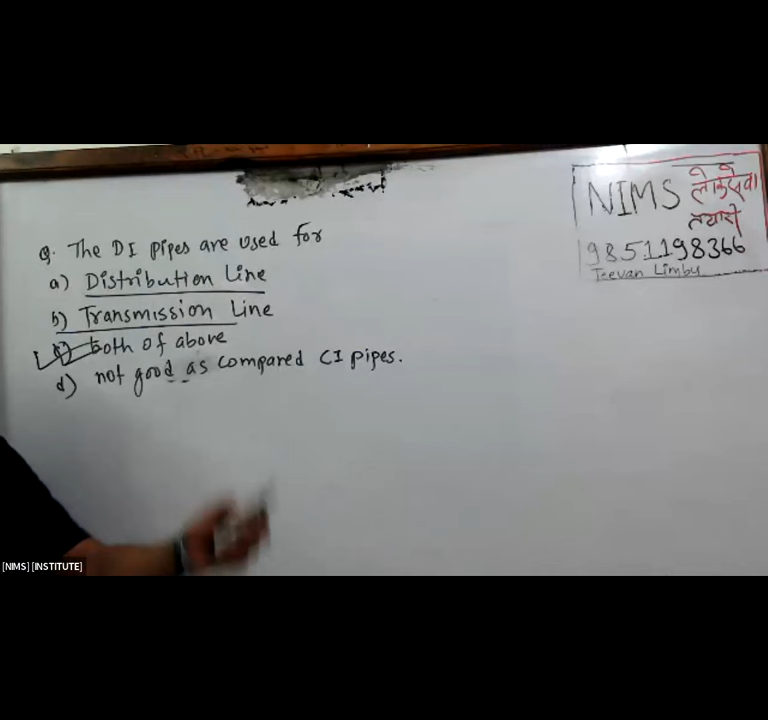 Q. The DI pipes are used for
a) Distribution Line
b) Transmission Line
c) both of above
d) not good as compared CI pipes.
NIMS लोकसेवा
तयारी
9851198366
Jeevan Limbu
[NIMS] [INSTITUTE]